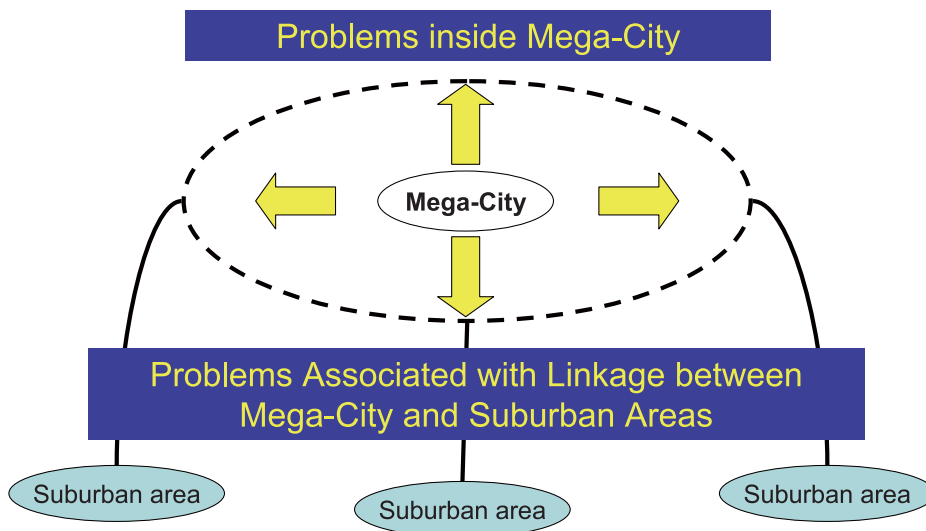 Problems inside Mega-City
Mega-City
Problems Associated with Linkage between
Mega-City and Suburban Areas
Suburban area
Suburban area
Suburban area